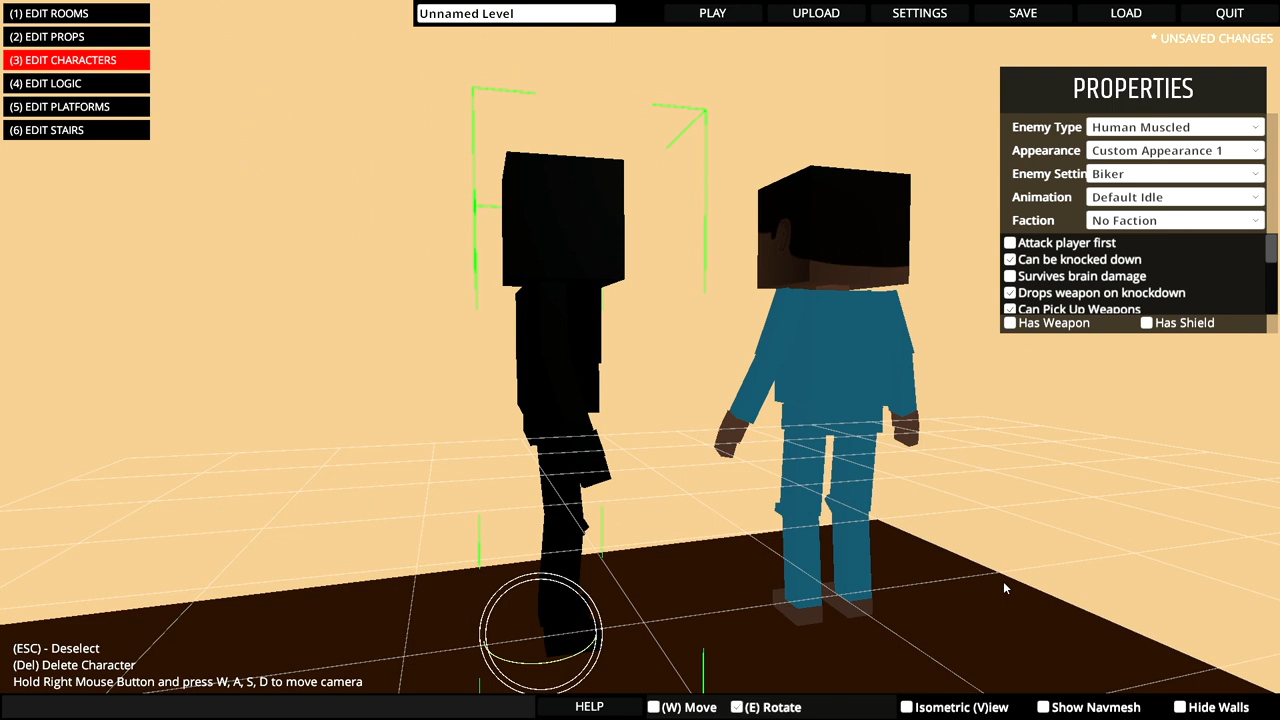 (1) EDIT ROOMS
(2) EDIT PROPS
(3) EDIT CHARACTERS
(4) EDIT LOGIC
(5) EDIT PLATFORMS
(6) EDIT STAIRS
Unnamed Level
PLAY
UPLOAD
SETTINGS
SAVE
LOAD
QUIT
* UNSAVED CHANGES
PROPERTIES
Enemy Type Human Muscled
Appearance Custom Appearance 1
Enemy Settin Biker
Animation Default Idle
Faction No Faction
Attack player first
Can be knocked down
Survives brain damage
Drops weapon on knockdown
Can Pick Up Weapons
Has Weapon Has Shield
(ESC) - Deselect
(Del) Delete Character
Hold Right Mouse Button and press W, A, S, D to move camera
HELP
(W) Move
(E) Rotate
Isometric (V)iew
Show Navmesh
Hide Walls